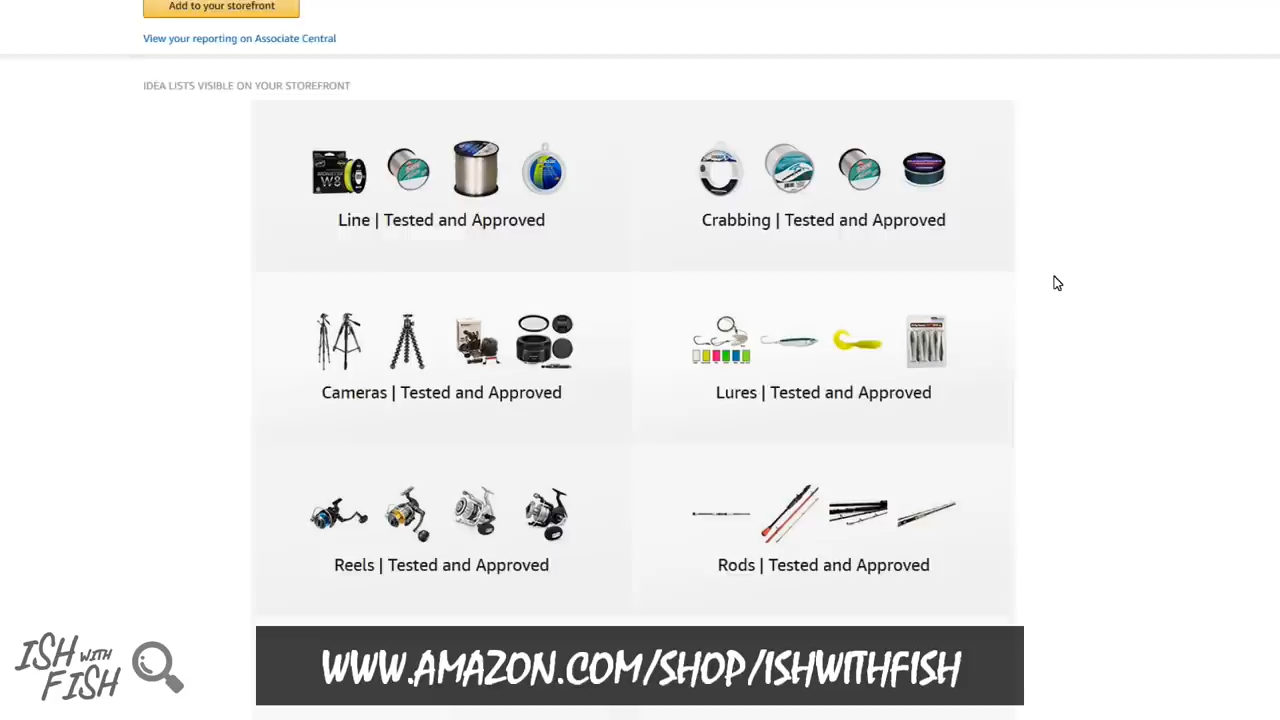 Add to your storefront
View your reporting on Associate Central
IDEA LISTS VISIBLE ON YOUR STOREFRONT
Line | Tested and Approved
Crabbing | Tested and Approved
Cameras | Tested and Approved
Lures | Tested and Approved
Reels | Tested and Approved
Rods | Tested and Approved
ISH WITH FISH
WWW.AMAZON.COM/SHOP/ISHWITHFISH